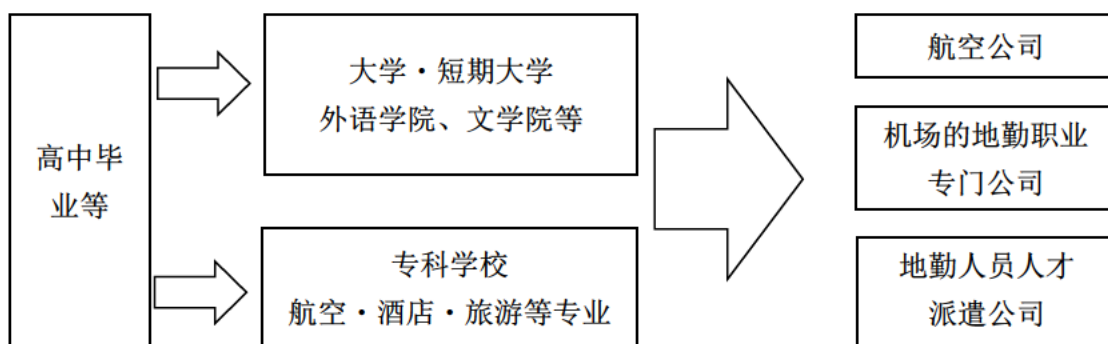 高中毕
业等
大学·短期大学
外语学院、文学院等
专科学校
航空·酒店·旅游等专业
航空公司
机场的地勤职业
专门公司
地勤人员人才
派遣公司